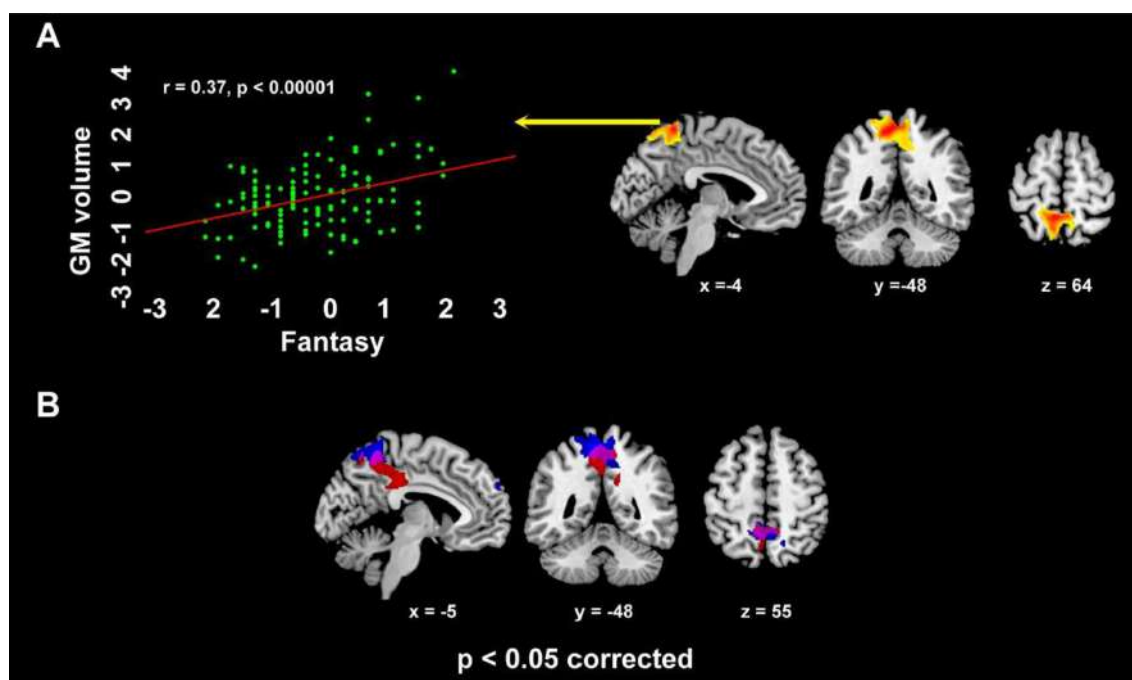 A
r = 0.37, p < 0.00001
GM volume
4
3
2
1
0
-1
-2
-3
-3 2 -1 0 1 2 3
Fantasy
x =-4 y =-48 z = 64
B
x = -5 y = -48 z = 55
p < 0.05 corrected